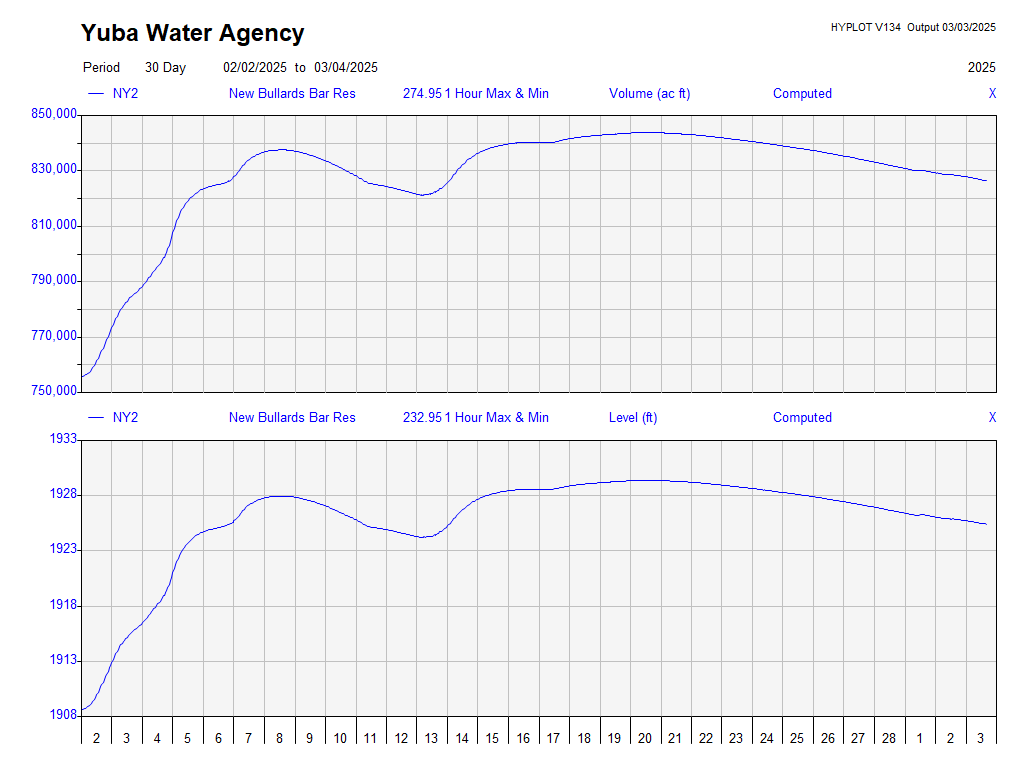 Yuba Water Agency
HYPLOT V134 Output 03/03/2025
Period 30 Day 02/02/2025 to 03/04/2025 2025
NY2 New Bullards Bar Res 274.95 1 Hour Max & Min Volume (ac ft) Computed X
850,000
830,000
810,000
790,000
770,000
750,000
NY2 New Bullards Bar Res 232.95 1 Hour Max & Min Level (ft) Computed X
1933
1928
1923
1918
1913
1908
2 3 4 5 6 7 8 9 10 11 12 13 14 15 16 17 18 19 20 21 22 23 24 25 26 27 28 1 2 3